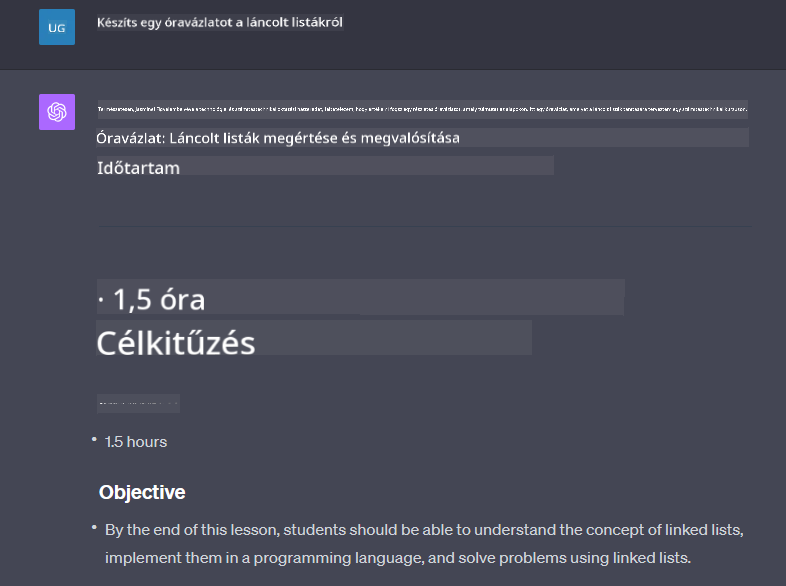 UG
Készíts egy óravázlatot a láncolt listákról
Óravázlat: Láncolt listák megértése és megvalósítása
Időtartam
· 1,5 óra
Célkitűzés
• 1.5 hours
Objective
• By the end of this lesson, students should be able to understand the concept of linked lists,
implement them in a programming language, and solve problems using linked lists.